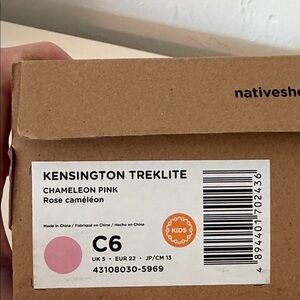 nativesho
KENSINGTON TREKLITE
CHAMELEON PINK
Rose caméléon
Made in China / Fabriqué en Chine / Hecho en China
KIDS
C6
UK 5 • EUR 22 • JP/CM 13
43108030-5969
4 894401 702436